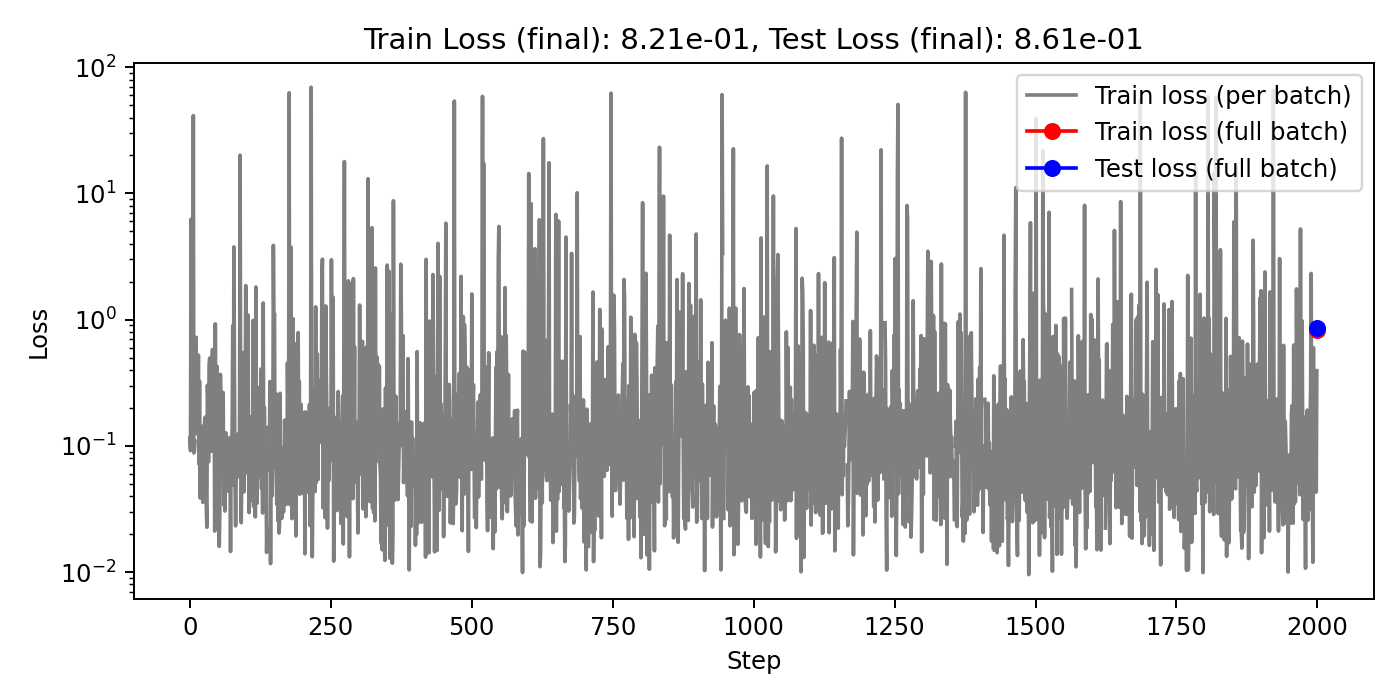 Train Loss (final): 8.21e-01, Test Loss (final): 8.61e-01
10²
10¹
10⁰
10⁻¹
10⁻²
Loss
Train loss (per batch)
Train loss (full batch)
Test loss (full batch)
0 250 500 750 1000 1250 1500 1750 2000
Step